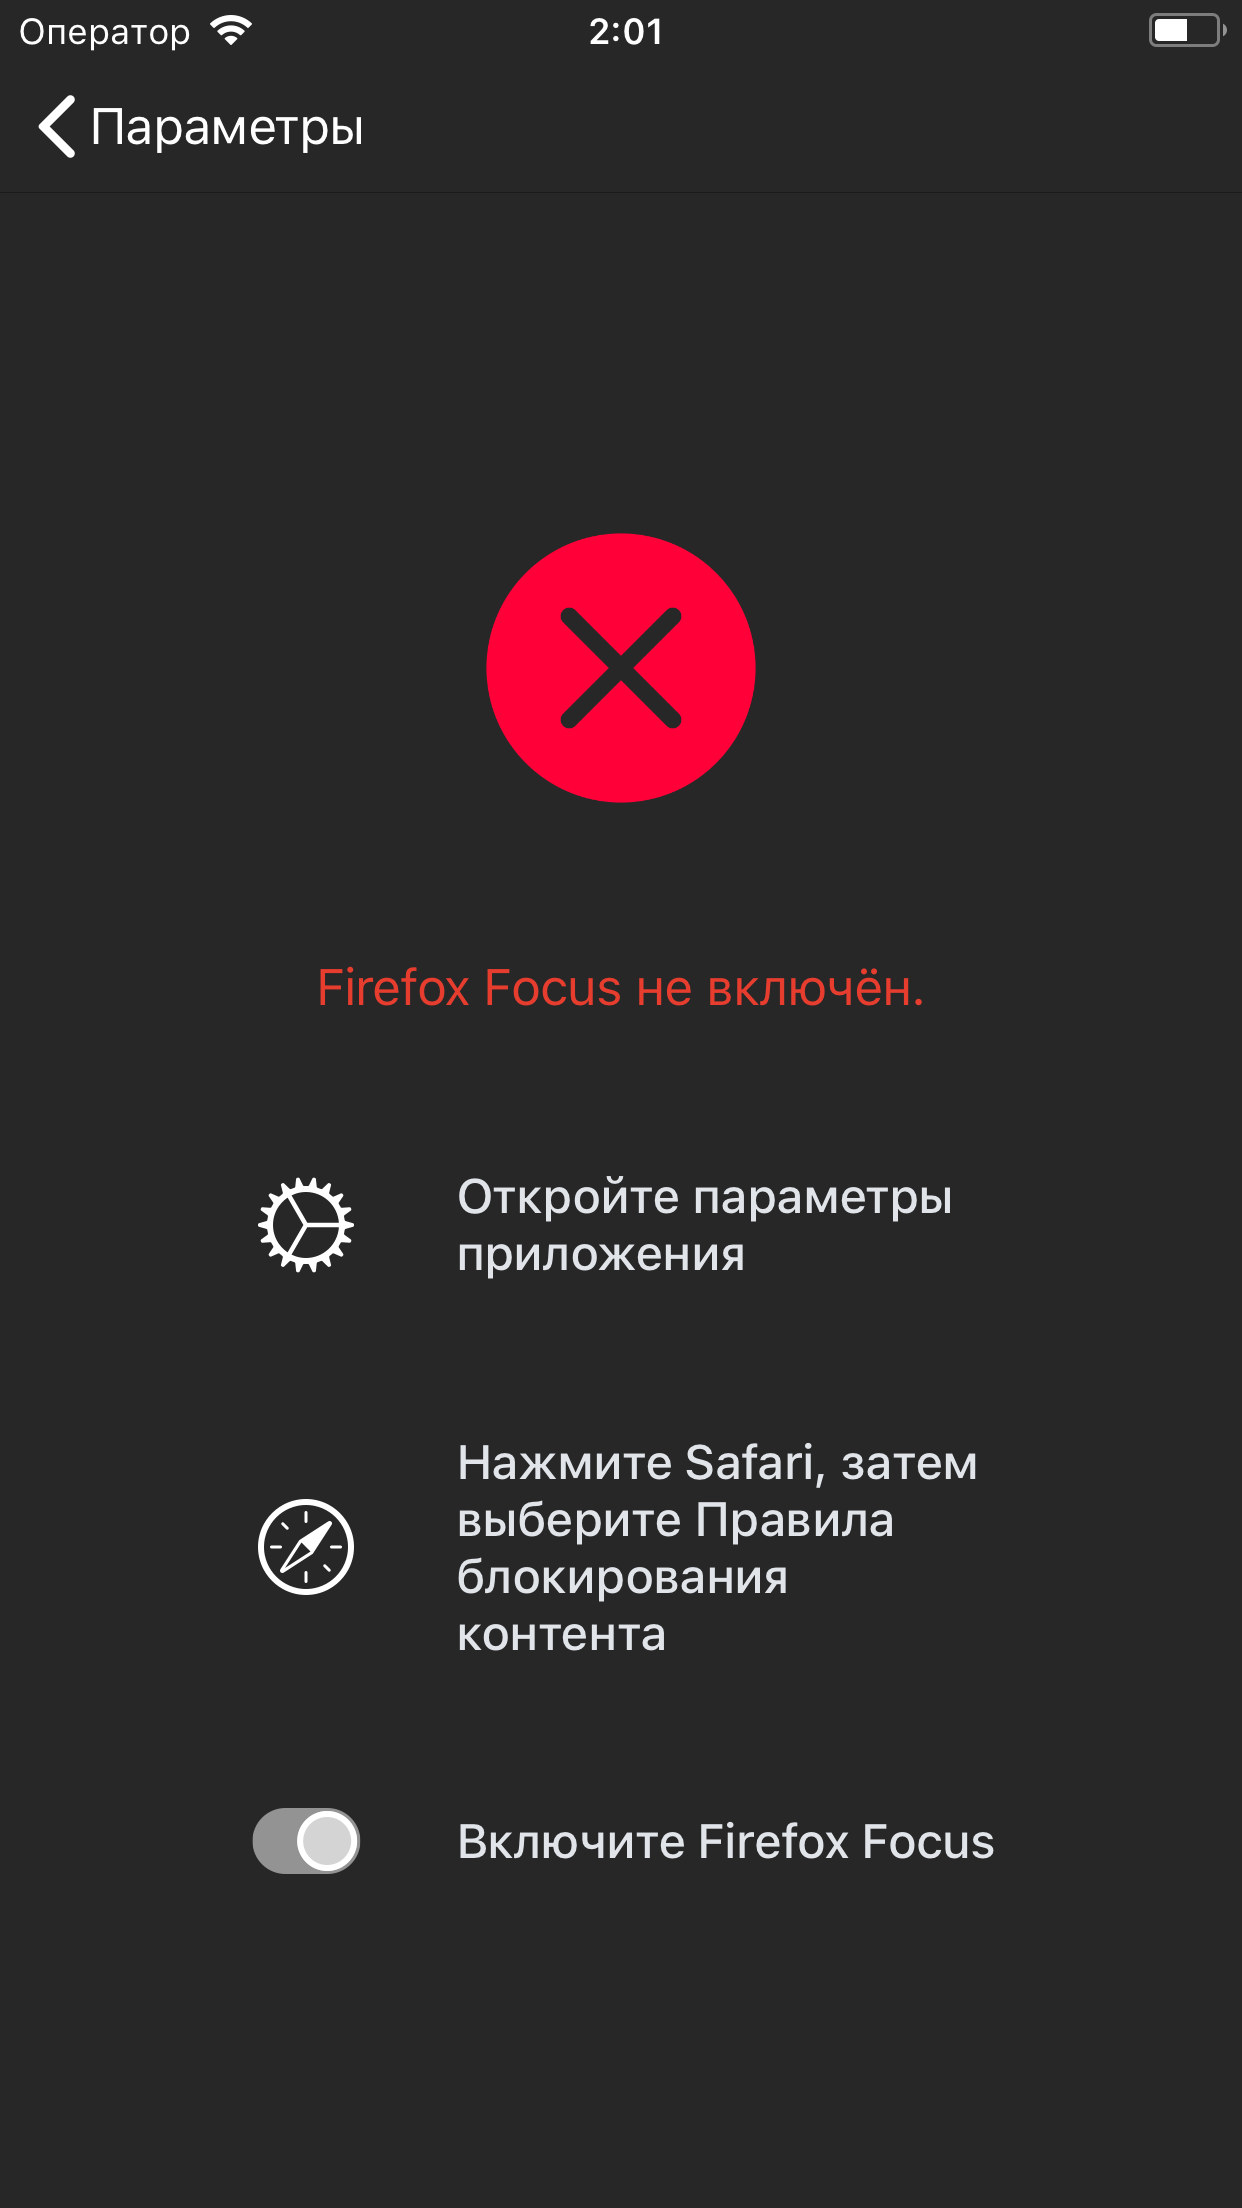 Оператор 2:01
Параметры
Firefox Focus не включён.
Откройте параметры
приложения
Нажмите Safari, затем
выберите Правила
блокирования
контента
Включите Firefox Focus